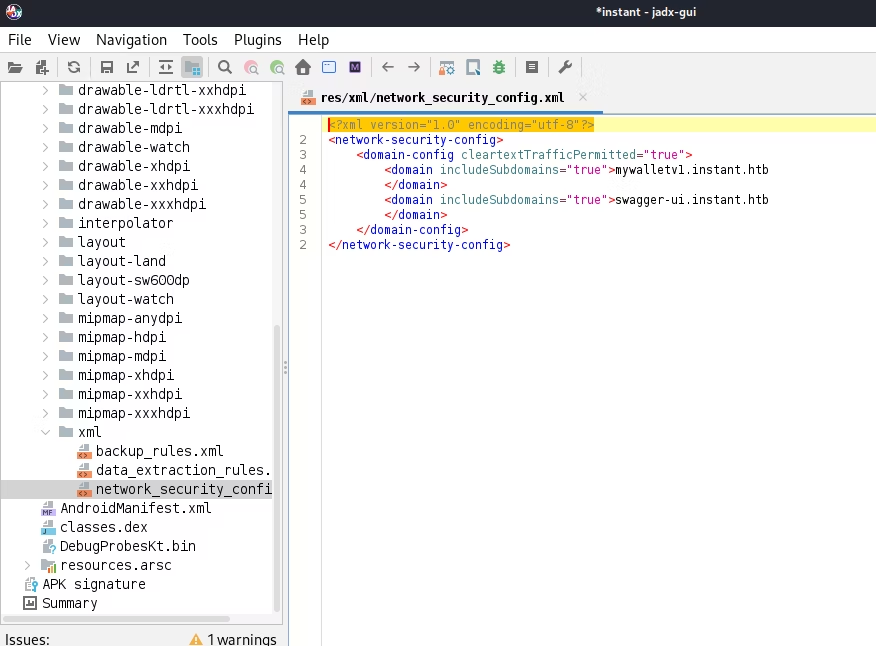 *instant - jadx-gui
File View Navigation Tools Plugins Help
drawable-ldrtl-xxhdpi
drawable-ldrtl-xxxhdpi
drawable-mdpi
drawable-watch
drawable-xhdpi
drawable-xxhdpi
drawable-xxxhdpi
interpolator
layout
layout-land
layout-sw600dp
layout-watch
mipmap-anydpi
mipmap-hdpi
mipmap-mdpi
mipmap-xhdpi
mipmap-xxhdpi
mipmap-xxxhdpi
xml
backup_rules.xml
data_extraction_rules.
network_security_confi
MF AndroidManifest.xml
classes.dex
DebugProbesKt.bin
resources.arsc
APK signature
Summary
Issues: 1 warnings
res/xml/network_security_config.xml
<?xml version="1.0" encoding="utf-8"?>
2 <network-security-config>
3 <domain-config cleartextTrafficPermitted="true">
4 <domain includeSubdomains="true">mywalletv1.instant.htb
4 </domain>
5 <domain includeSubdomains="true">swagger-ui.instant.htb
5 </domain>
3 </domain-config>
2 </network-security-config>